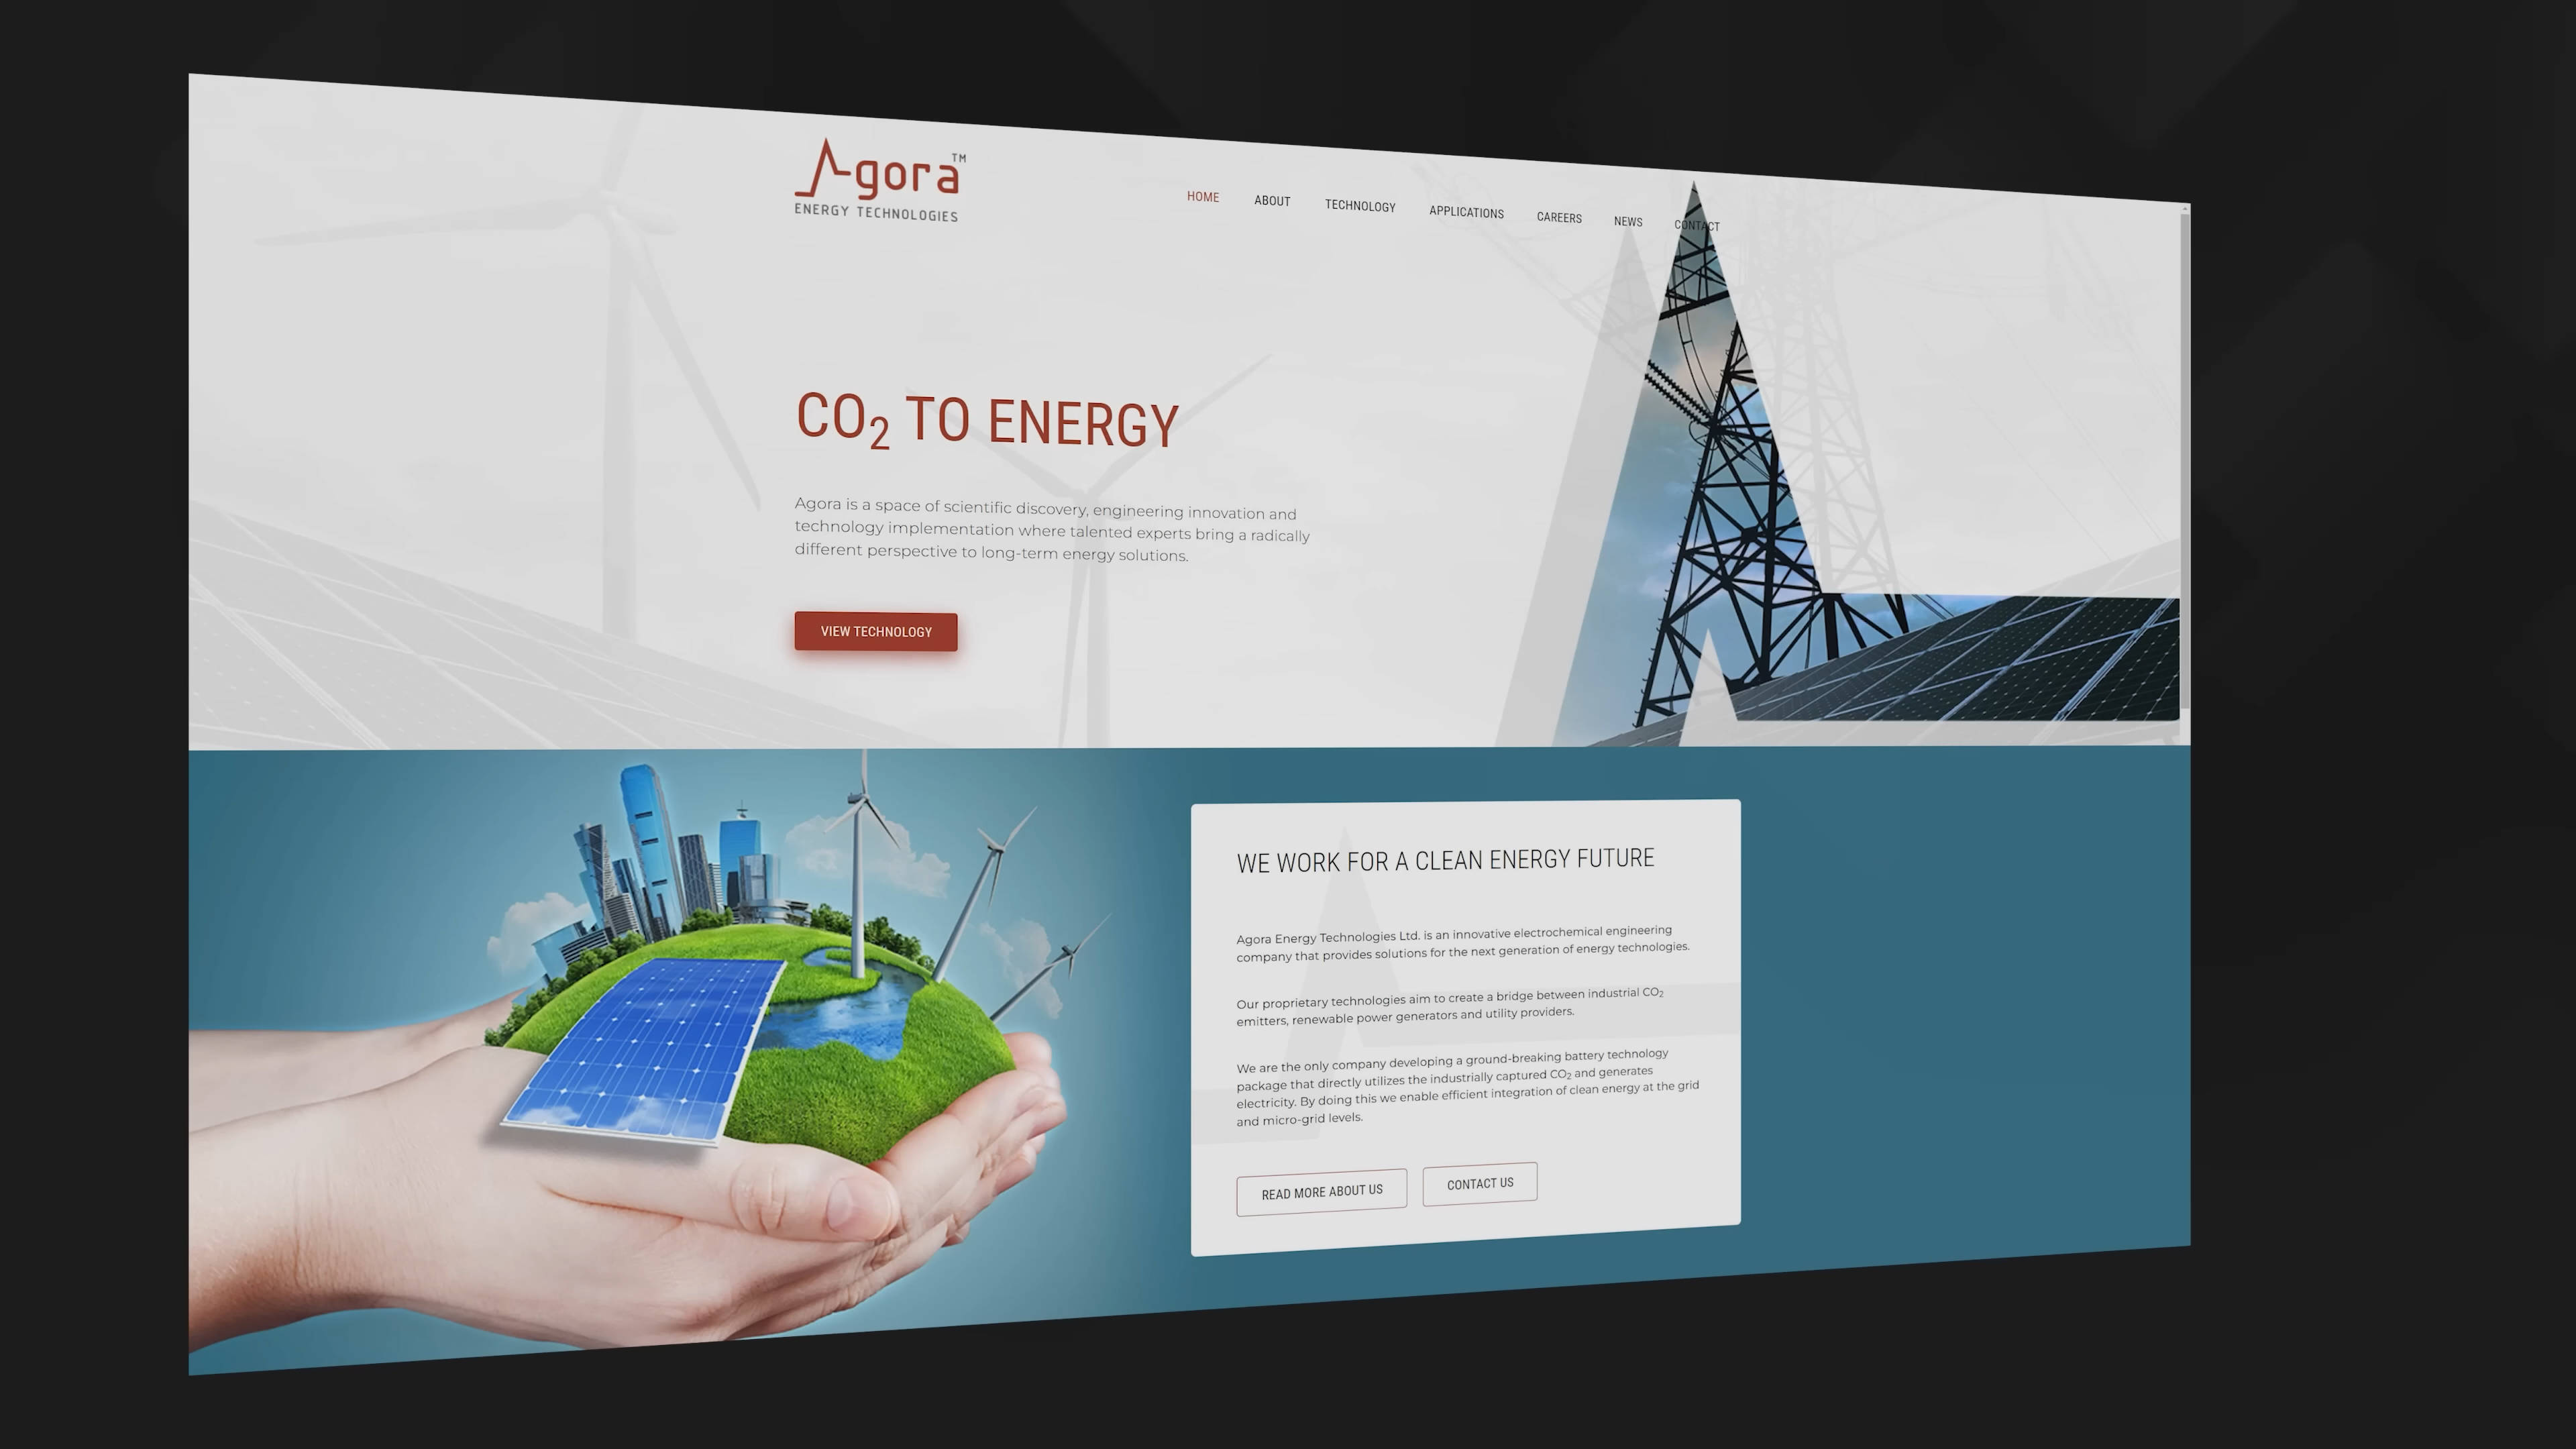 Agora™
ENERGY TECHNOLOGIES
HOME ABOUT TECHNOLOGY APPLICATIONS CAREERS NEWS CONTACT
CO₂ TO ENERGY
Agora is a space of scientific discovery, engineering innovation and
technology implementation where talented experts bring a radically
different perspective to long-term energy solutions.
VIEW TECHNOLOGY
WE WORK FOR A CLEAN ENERGY FUTURE
Agora Energy Technologies Ltd. is an innovative electrochemical engineering
company that provides solutions for the next generation of energy technologies.
Our proprietary technologies aim to create a bridge between industrial CO₂
emitters, renewable power generators and utility providers.
We are the only company developing a ground-breaking battery technology
package that directly utilizes the industrially captured CO₂ and generates
electricity. By doing this we enable efficient integration of clean energy at the grid
and micro-grid levels.
READ MORE ABOUT US CONTACT US